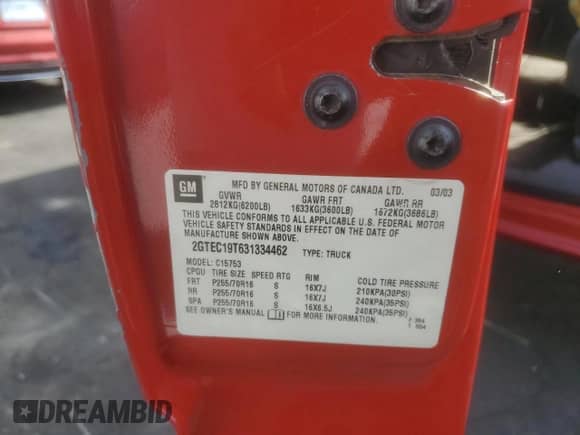 GM
MFD BY GENERAL MOTORS OF CANADA LTD. 03/03
GVWR GAWR FRT GAWR RR
2812KG(6200LB) 1633KG(3600LB) 1672KG(3686LB)
THIS VEHICLE CONFORMS TO ALL APPLICABLE U.S. FEDERAL MOTOR
VEHICLE SAFETY STANDARDS IN EFFECT ON THE DATE OF
MANUFACTURE SHOWN ABOVE.
2GTEC19T631334462 TYPE: TRUCK
MODEL: C15753
CPGU TIRE SIZE SPEED RTG RIM COLD TIRE PRESSURE
FRT P255/70R16 S 16X7J 210KPA(30PSI)
RR P255/70R16 S 16X7J 240KPA(35PSI)
SPA P255/70R16 S 16X6.5J 240KPA(35PSI)
SEE OWNER'S MANUAL FOR MORE INFORMATION.
DREAMBID